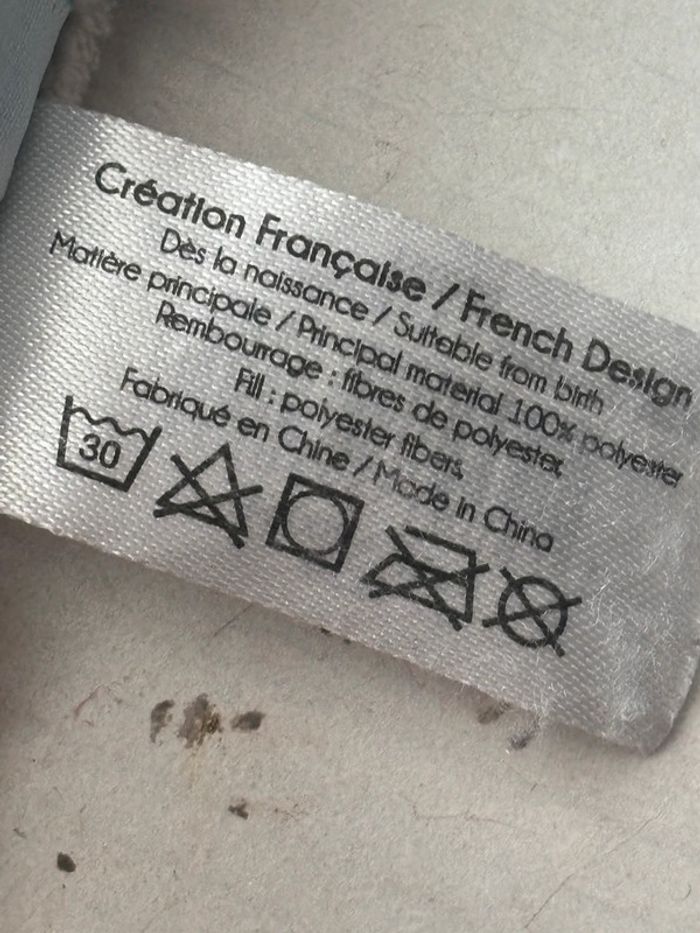 Création Française / French Design
Dès la naissance / Suitable from birth
Matière principale / Principal material 100% polyester
Rembourrage : fibres de polyester,
Fill : polyester fibers,
Fabriqué en Chine / Made in China
30